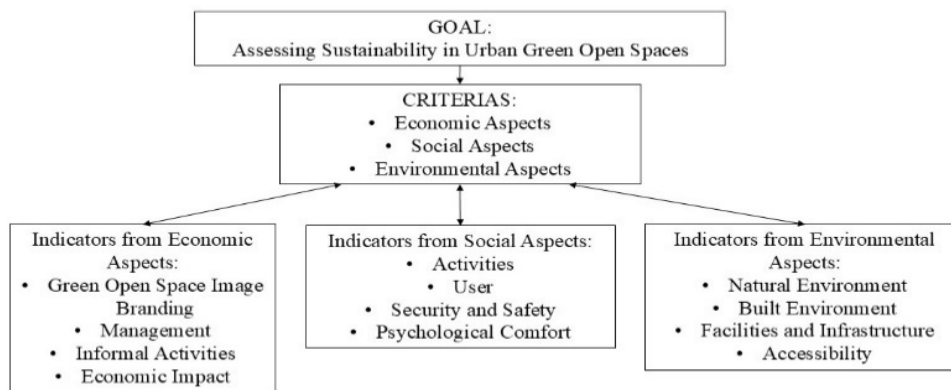 GOAL:
Assessing Sustainability in Urban Green Open Spaces
CRITERIAS:
• Economic Aspects
• Social Aspects
• Environmental Aspects
Indicators from Economic
Aspects:
• Green Open Space Image
Branding
• Management
• Informal Activities
• Economic Impact
Indicators from Social Aspects:
• Activities
• User
• Security and Safety
• Psychological Comfort
Indicators from Environmental
Aspects:
• Natural Environment
• Built Environment
• Facilities and Infrastructure
• Accessibility